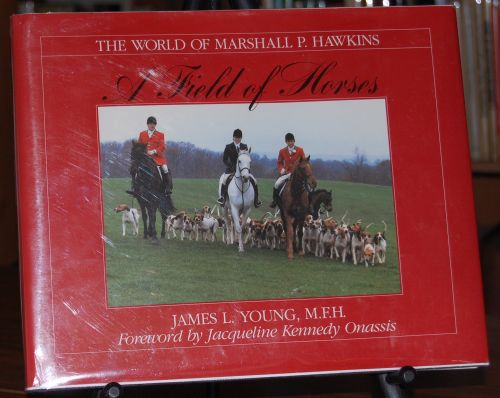 THE WORLD OF MARSHALL P. HAWKINS
A Field of Horses
JAMES L. YOUNG, M.F.H.
Foreword by Jacqueline Kennedy Onassis